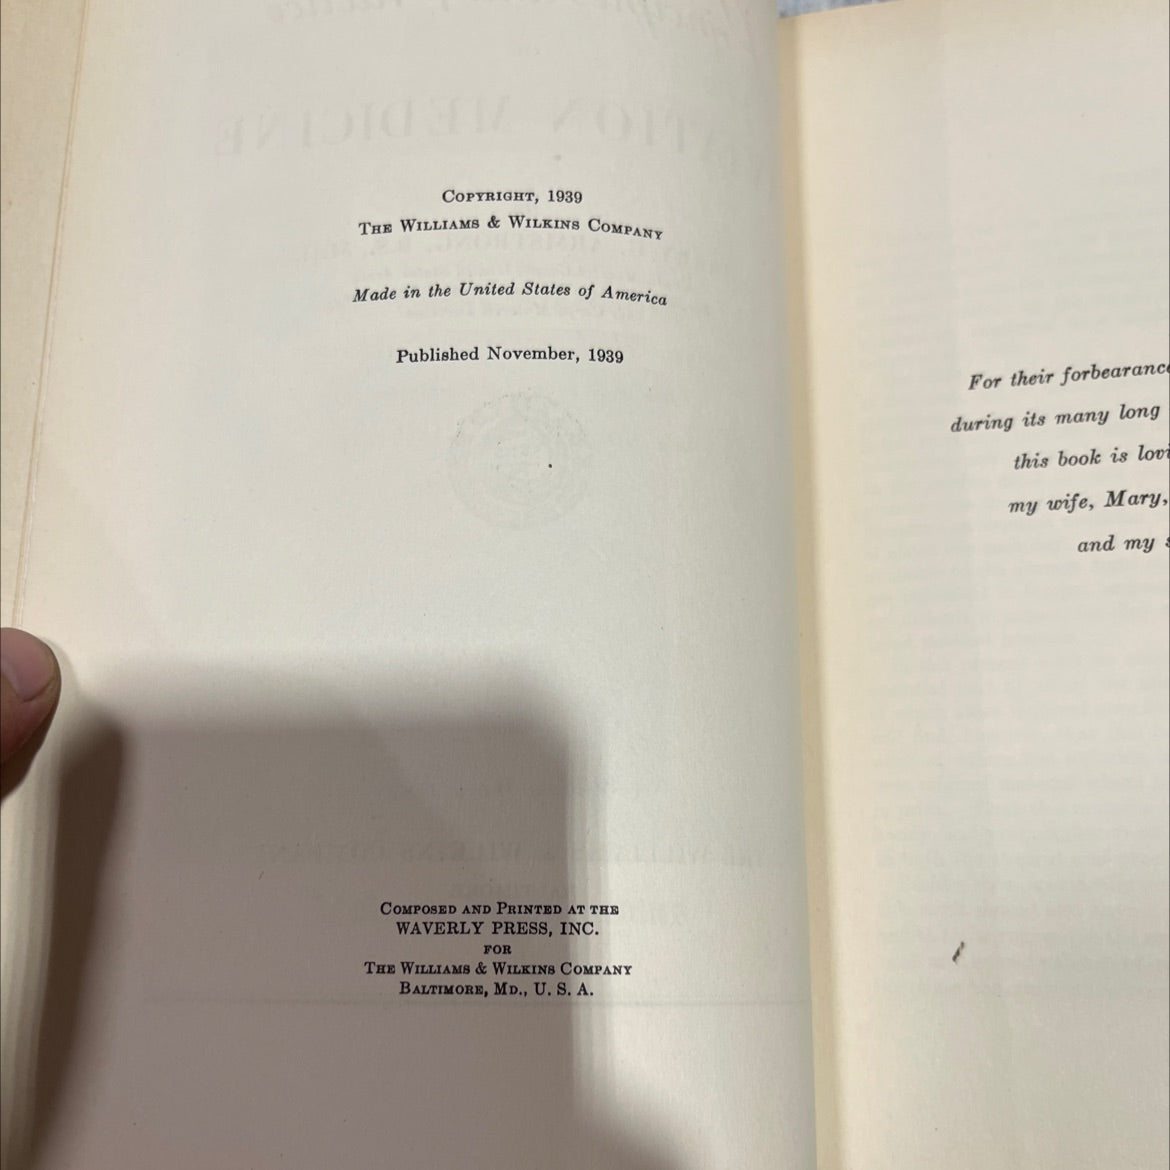 COPYRIGHT, 1939
THE WILLIAMS & WILKINS COMPANY
Made in the United States of America
Published November, 1939
COMPOSED AND PRINTED AT THE
WAVERLY PRESS, INC.
FOR
THE WILLIAMS & WILKINS COMPANY
BALTIMORE, MD., U. S. A.
For their forbearance
during its many long
this book is
my wife, Mary,
and my